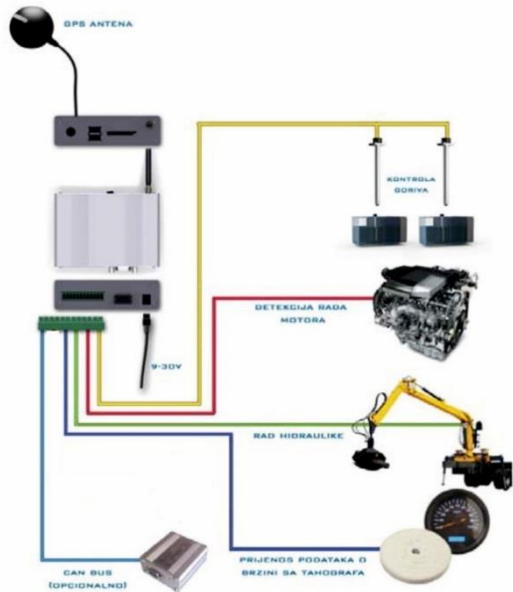 GPS ANTENA
KONTROLA
GORIVA
DETEKCIJA RADA
MOTORA
9-30V
RAD HIDRAULIKE
CAN BUS
(OPCIONALNO)
PRIJENOS PODATAKA O
BRZINI SA TAHOGRAFA